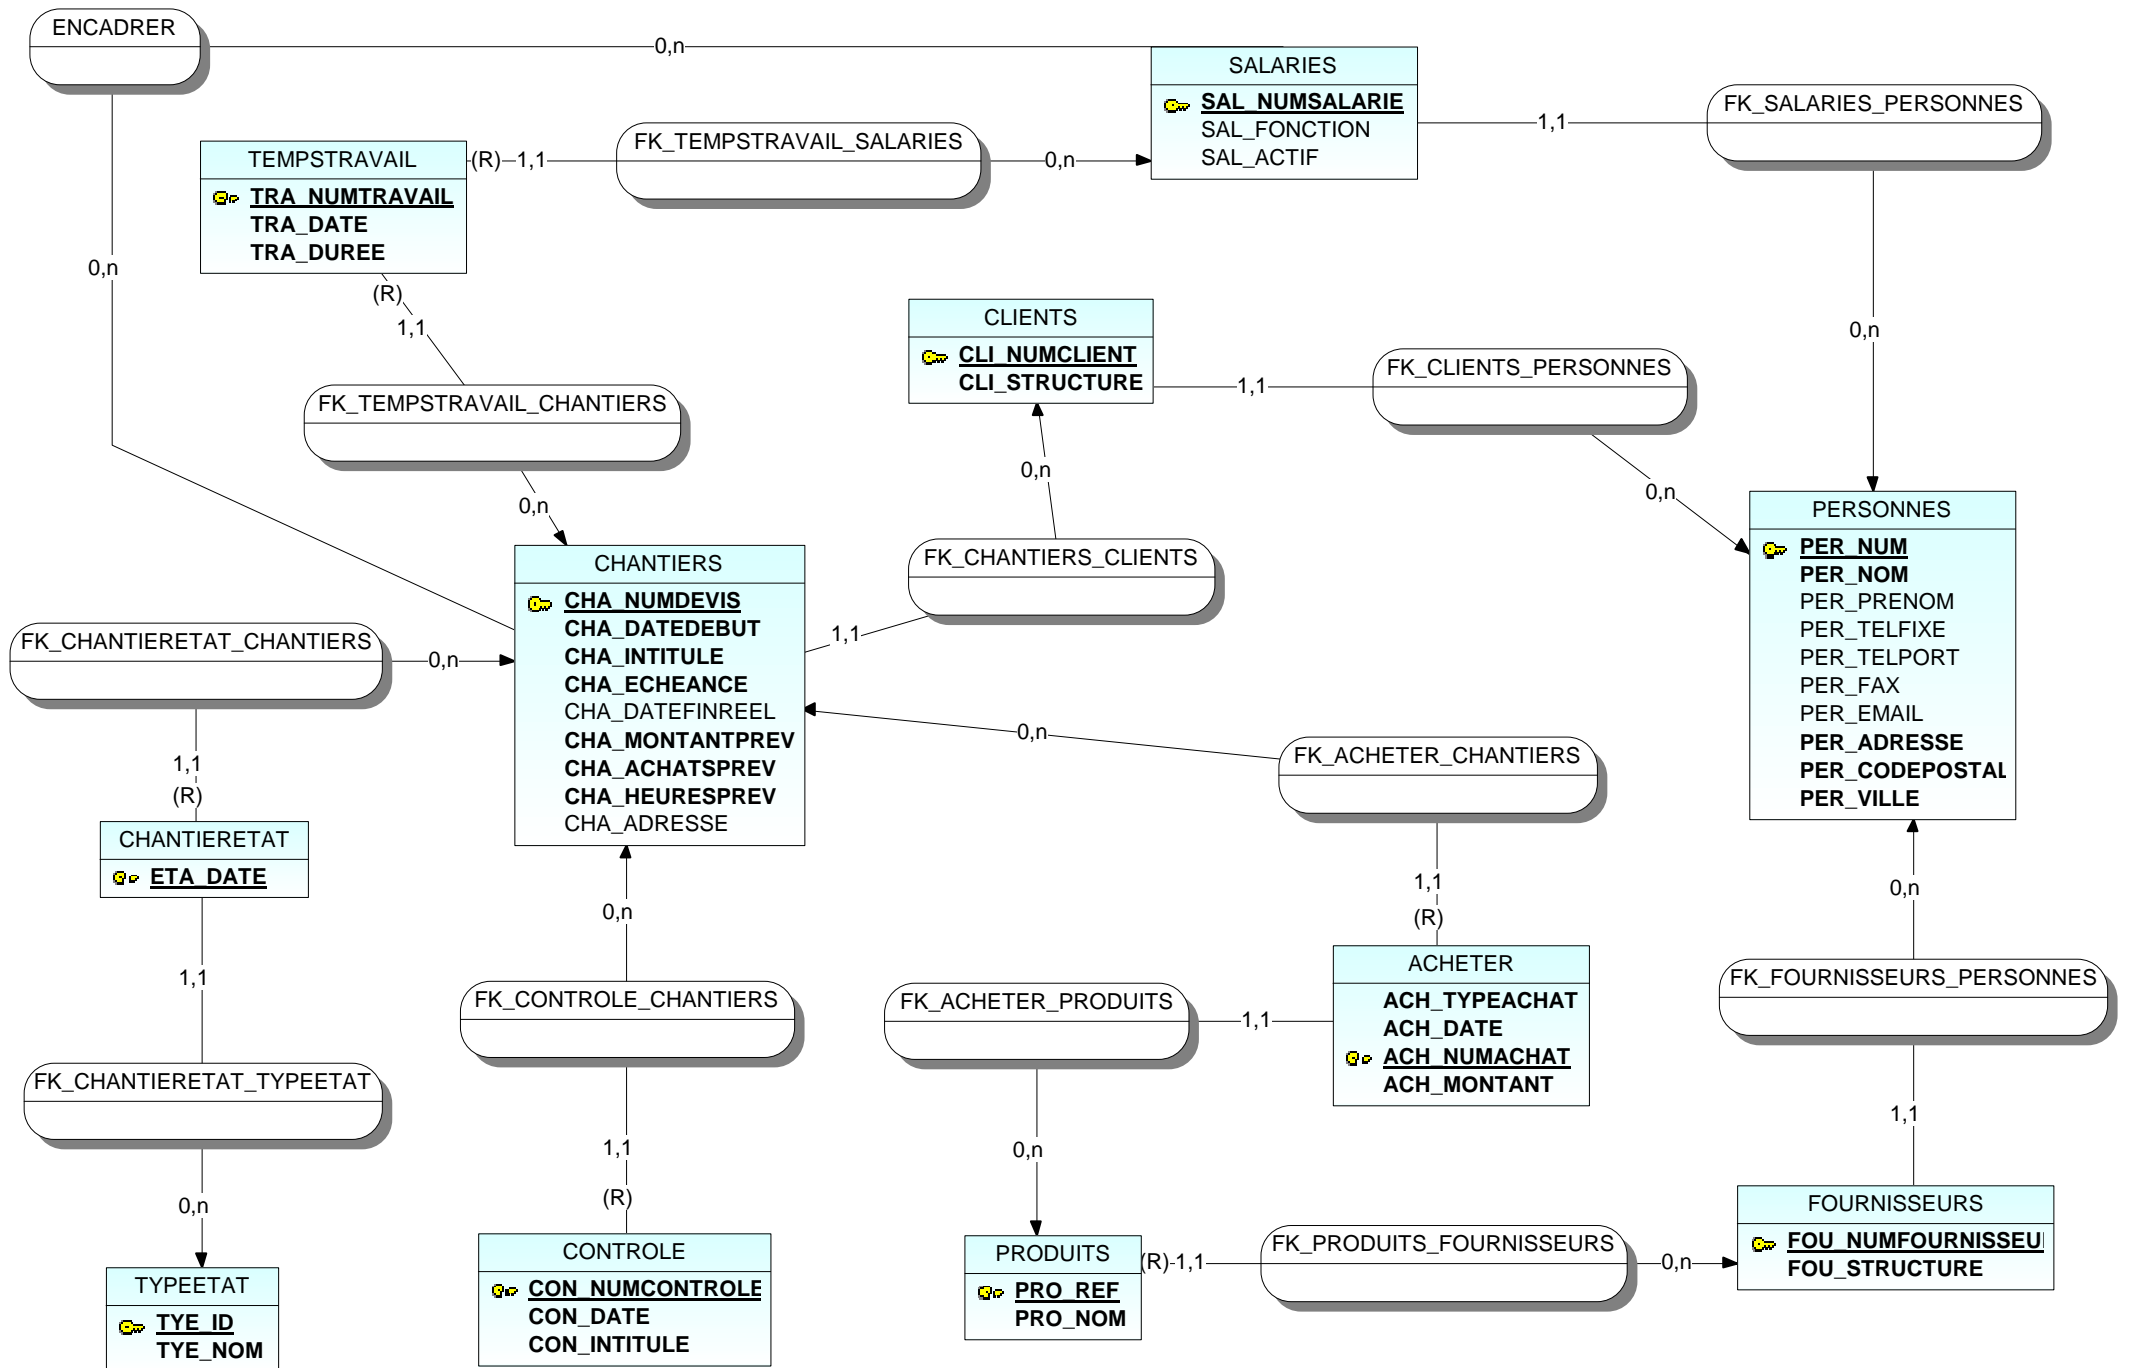 ENCADRER
0,n
SALARIES
SAL_NUMSALARIE
SAL_FONCTION
SAL_ACTIF
1,1
FK_SALARIES_PERSONNES
0,n
TEMPSTRAVAIL
TRA_NUMTRAVAIL
TRA_DATE
TRA_DUREE
(R)
1,1
FK_TEMPSTRAVAIL_SALARIES
0,n
0,n
(R)
1,1
FK_TEMPSTRAVAIL_CHANTIERS
0,n
CLIENTS
CLI_NUMCLIENT
CLI_STRUCTURE
1,1
FK_CLIENTS_PERSONNES
0,n
0,n
FK_CHANTIERS_CLIENTS
1,1
PERSONNES
PER_NUM
PER_NOM
PER_PRENOM
PER_TELFIXE
PER_TELPORT
PER_FAX
PER_EMAIL
PER_ADRESSE
PER_CODEPOSTAL
PER_VILLE
CHANTIERS
CHA_NUMDEVIS
CHA_DATEDEBUT
CHA_INTITULE
CHA_ECHEANCE
CHA_DATEFINREEL
CHA_MONTANTPREV
CHA_ACHATSPREV
CHA_HEURESPREV
CHA_ADRESSE
FK_CHANTIERETAT_CHANTIERS
0,n
1,1
(R)
CHANTIERETAT
ETA_DATE
1,1
FK_CHANTIERETAT_TYPEETAT
0,n
TYPEETAT
TYE_ID
TYE_NOM
0,n
FK_CONTROLE_CHANTIERS
1,1
(R)
CONTROLE
CON_NUMCONTROLE
CON_DATE
CON_INTITULE
0,n
FK_ACHETER_CHANTIERS
1,1
(R)
ACHETER
ACH_TYPEACHAT
ACH_DATE
ACH_NUMACHAT
ACH_MONTANT
1,1
FK_ACHETER_PRODUITS
0,n
PRODUITS
PRO_REF
PRO_NOM
(R)
1,1
FK_PRODUITS_FOURNISSEURS
0,n
0,n
FK_FOURNISSEURS_PERSONNES
1,1
FOURNISSEURS
FOU_NUMFOURNISSEU
FOU_STRUCTURE